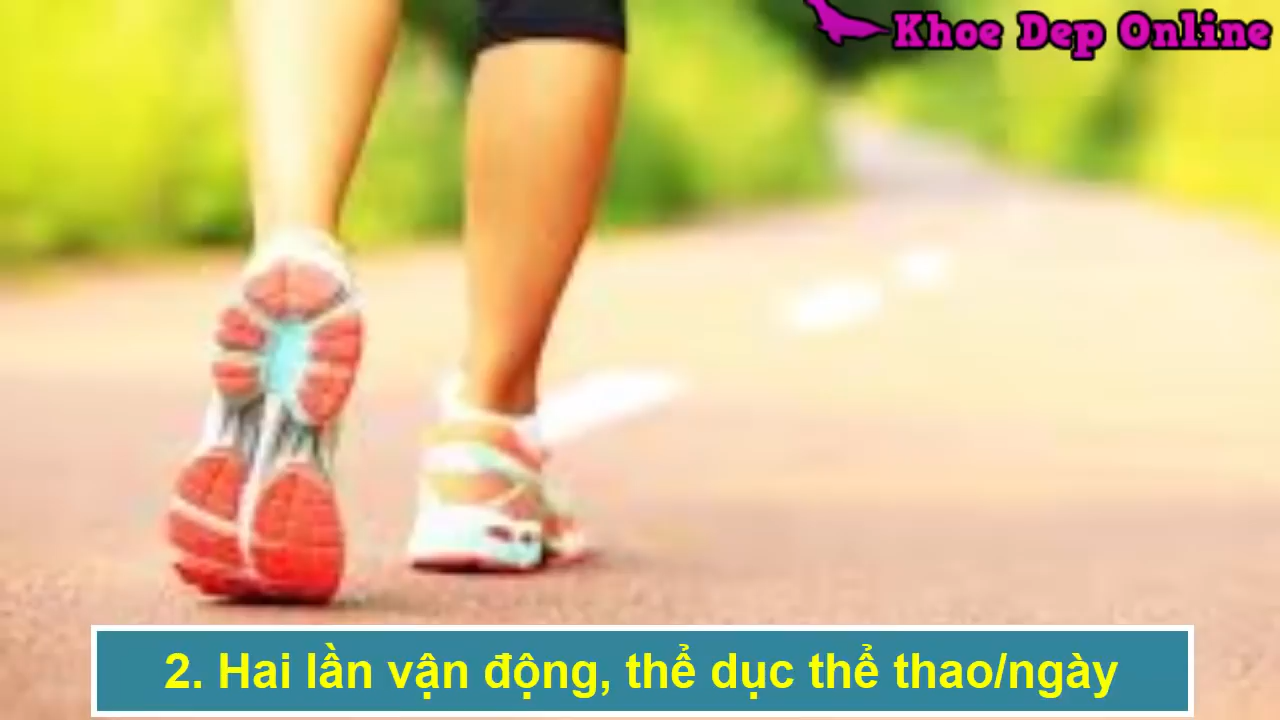 Khoe Dep Online
2. Hai lần vận động, thể dục thể thao/ngày